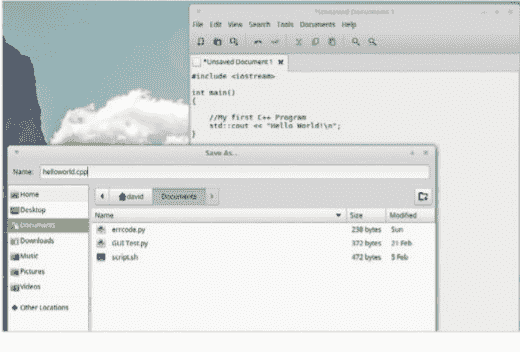 *Unsaved Document 1
File Edit View Search Tools Documents Help
*Unsaved Document 1
#include <iostream>
int main()
{
//My first C++ Program
std::cout << "Hello World!\n";
}
Save As...
Name: helloworld.cpp
Home
Desktop
Documents
Downloads
Music
Pictures
Videos
Other Locations
david Documents
Name Size Modified
errcode.py 230 bytes Sun
GUI Test.py 372 bytes 21 Feb
script.sh 472 bytes 5 Feb